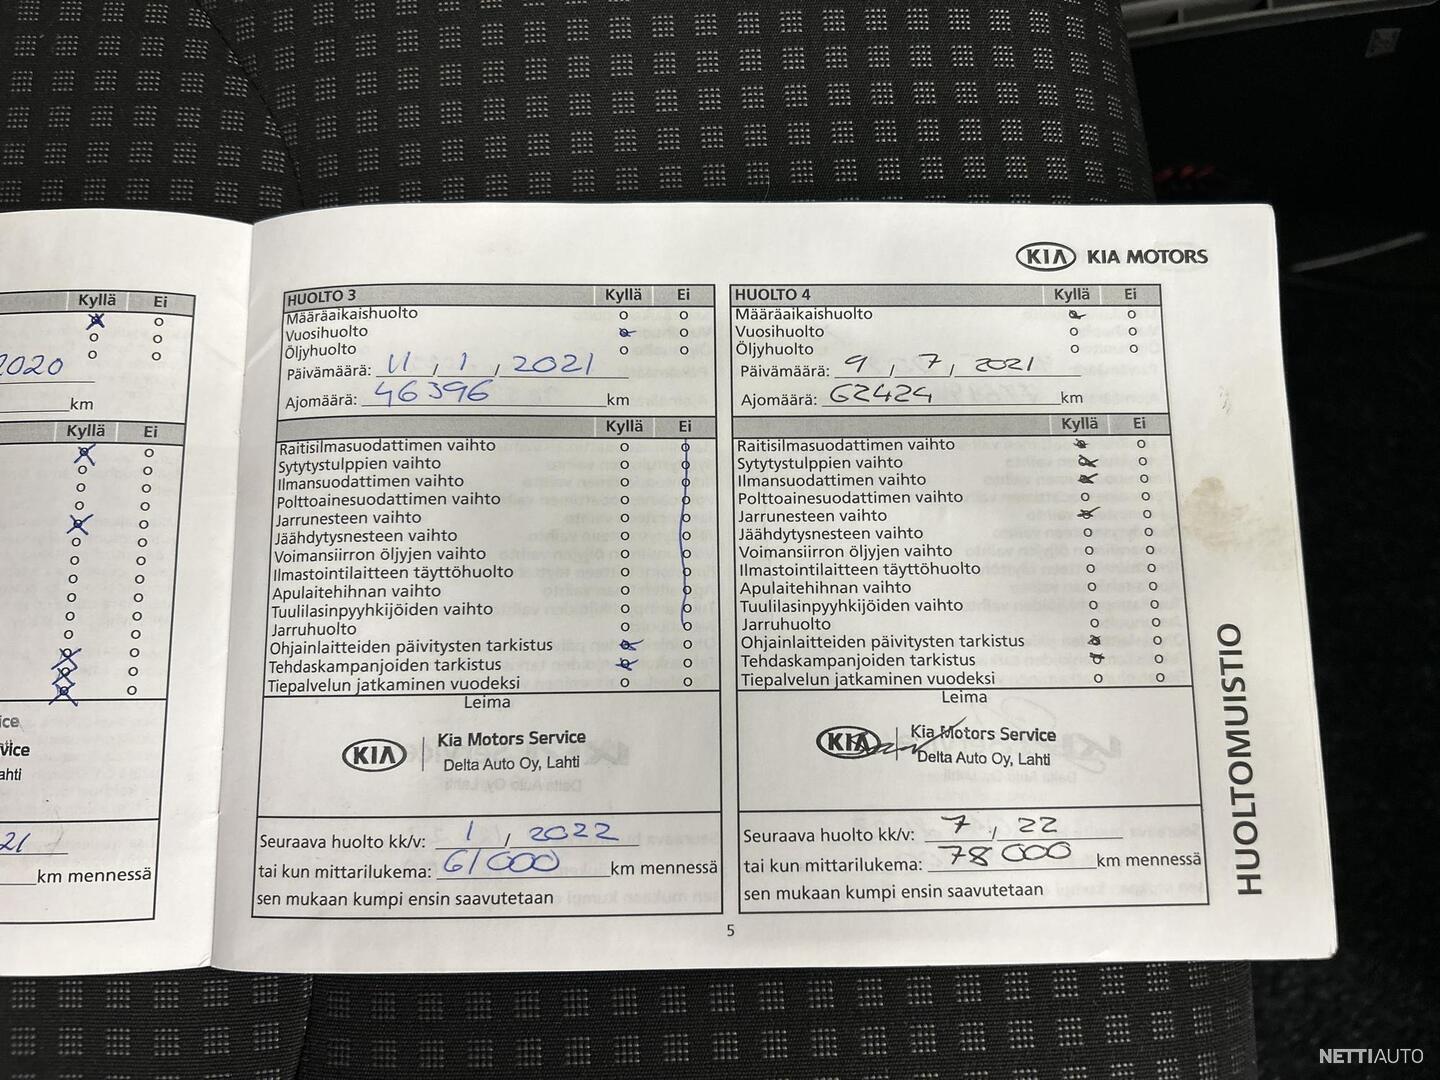 KIA KIA MOTORS
Kyllä Ei
2020
km
Kyllä Ei
ice
vice
ahti
21
km mennessä
HUOLTO 3 Kyllä Ei
Määräaikaishuolto
Vuosihuolto
Öljyhuolto
Päivämäärä: 11 / 1 / 2021
Ajomäärä: 46396 km
Kyllä Ei
Raitisilmasuodattimen vaihto
Sytytystulppien vaihto
Ilmansuodattimen vaihto
Polttoainesuodattimen vaihto
Jarrunesteen vaihto
Jäähdytysnesteen vaihto
Voimansiirron öljyjen vaihto
Ilmastointilaitteen täyttöhuolto
Apulaitehihnan vaihto
Tuulilasinpyyhkijöiden vaihto
Jarruhuolto
Ohjainlaitteiden päivitysten tarkistus
Tehdaskampanjoiden tarkistus
Tiepalvelun jatkaminen vuodeksi
Leima
KIA Kia Motors Service
Delta Auto Oy, Lahti
Seuraava huolto kk/v: 1 / 2022
tai kun mittarilukema: 61000 km mennessä
sen mukaan kumpi ensin saavutetaan
HUOLTO 4 Kyllä Ei
Määräaikaishuolto
Vuosihuolto
Öljyhuolto
Päivämäärä: 9 / 7 / 2021
Ajomäärä: 62424 km
Kyllä Ei
Raitisilmasuodattimen vaihto
Sytytystulppien vaihto
Ilmansuodattimen vaihto
Polttoainesuodattimen vaihto
Jarrunesteen vaihto
Jäähdytysnesteen vaihto
Voimansiirron öljyjen vaihto
Ilmastointilaitteen täyttöhuolto
Apulaitehihnan vaihto
Tuulilasinpyyhkijöiden vaihto
Jarruhuolto
Ohjainlaitteiden päivitysten tarkistus
Tehdaskampanjoiden tarkistus
Tiepalvelun jatkaminen vuodeksi
Leima
KIA Kia Motors Service
Delta Auto Oy, Lahti
Seuraava huolto kk/v: 7 / 22
tai kun mittarilukema: 78 000 km mennessä
sen mukaan kumpi ensin saavutetaan
HUOLTOMUISTIO
5
NETTIAUTO